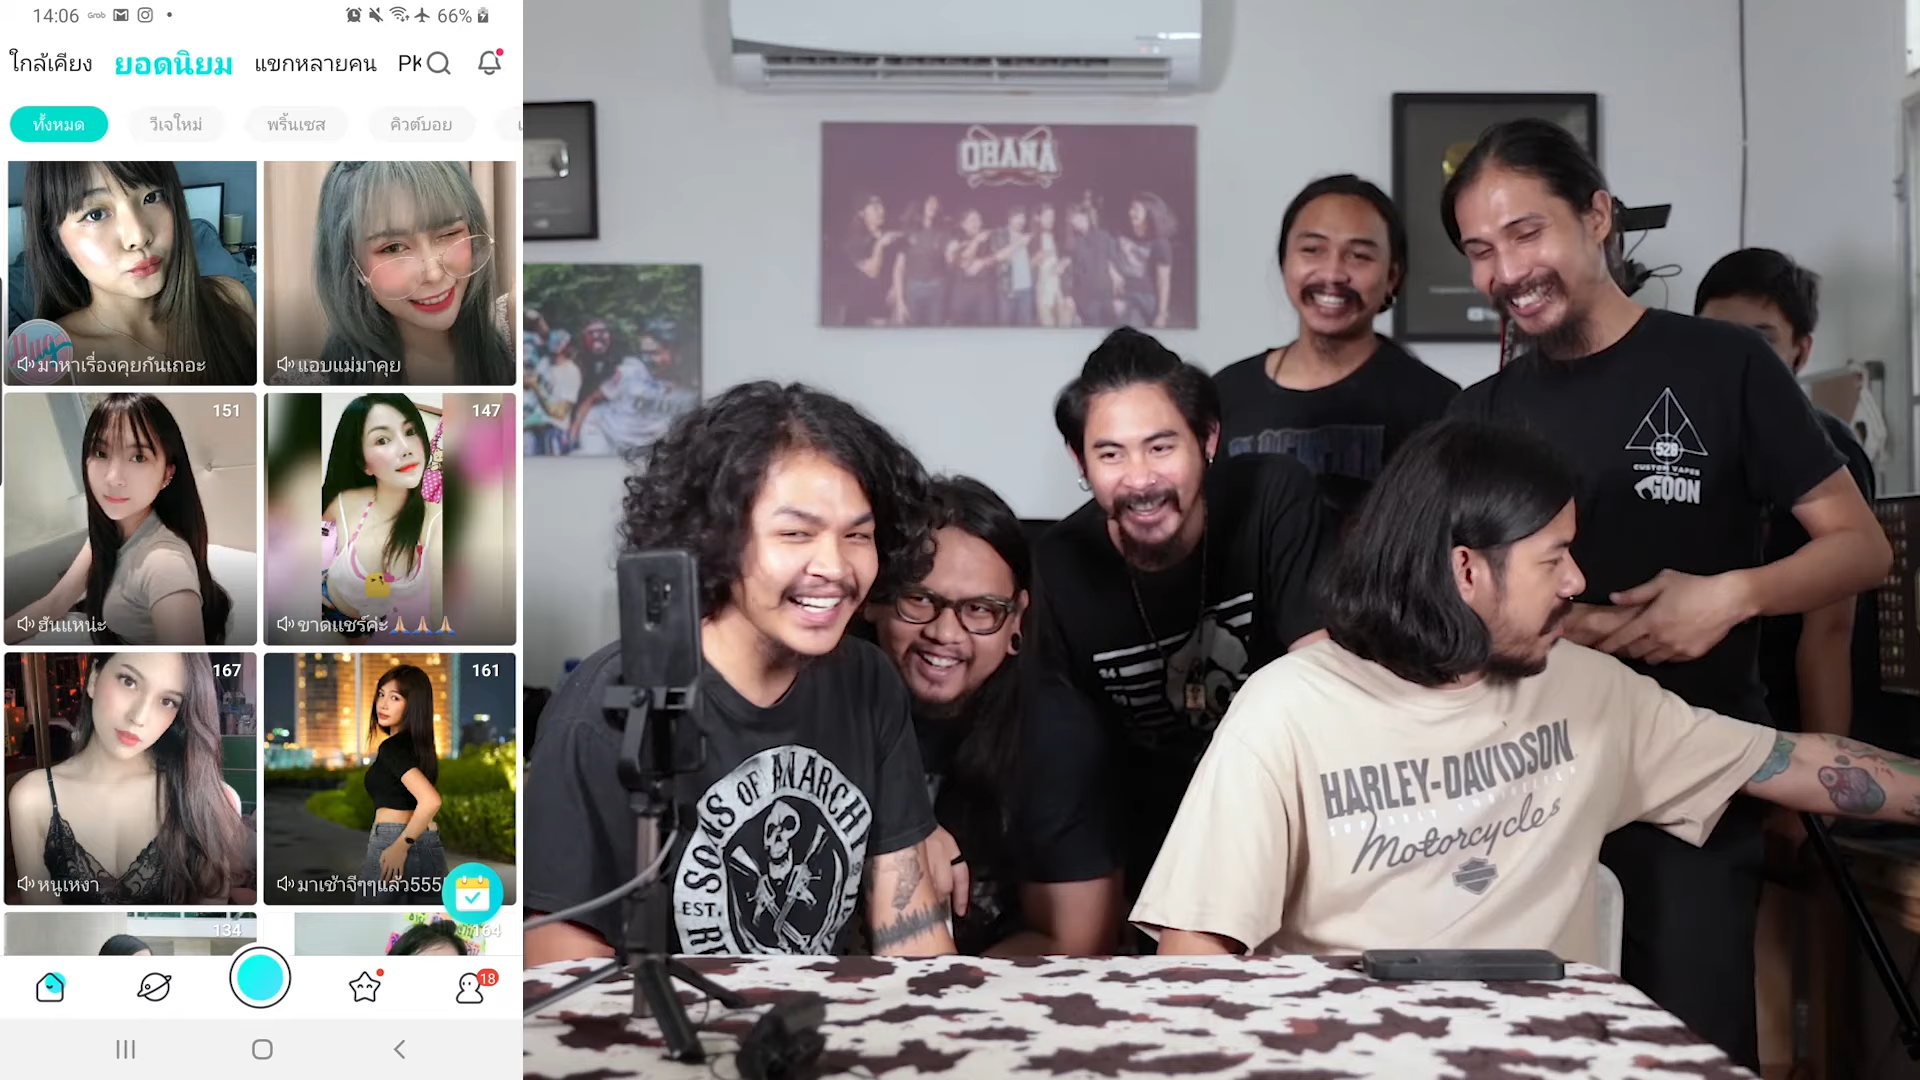 14:06 Grab 66%
ใกล้เคียง ยอดนิยม แขกหลายคน PK
ทั้งหมด วีเจใหม่ พริ้นเซส คิวต์บอย
มาหาเรื่องคุยกันเถอะ
แอบแม่มาคุย
151
ฮันแหน่ะ
147
ขาดแชร์ค่ะ🙏🙏🙏
167
หนูเหงา
161
มาเช้าจีๆๆแล้ว555
134
164
18
OHANA
SONS OF ANARCHY
EST.
HARLEY-DAVIDSON
Motorcycles
528
CUSTOM VAPES
GOON